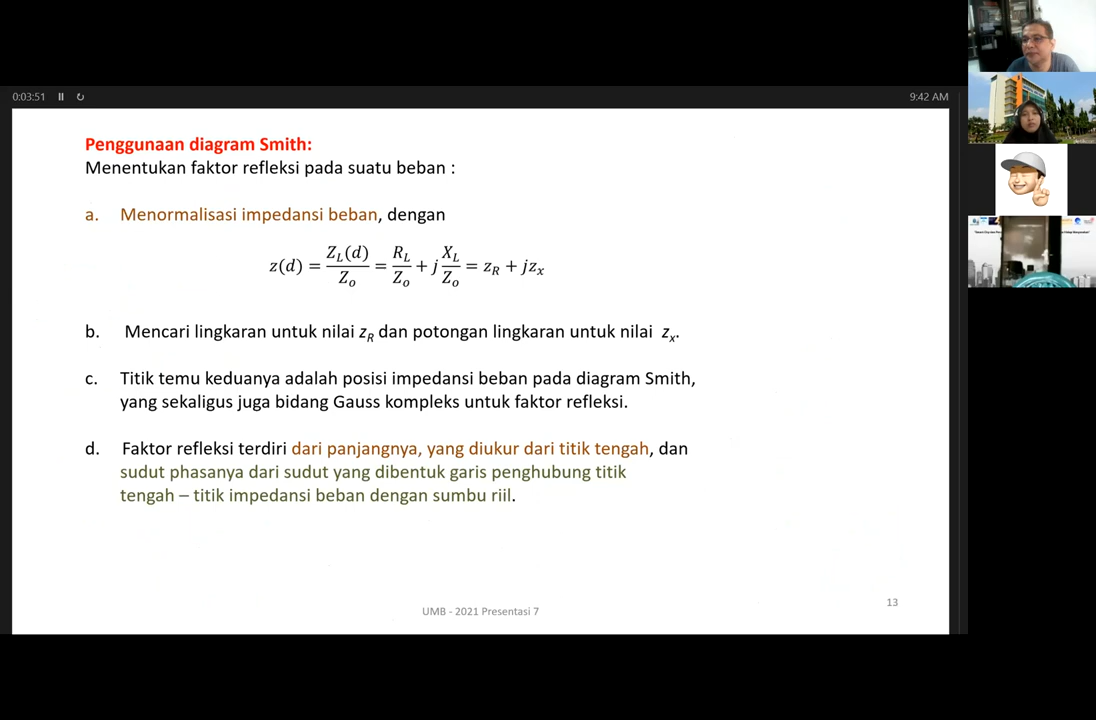 0:03:51
9:42 AM
Penggunaan diagram Smith:
Menentukan faktor refleksi pada suatu beban :
a. Menormalisasi impedansi beban, dengan
z(d) = Z_L(d)/Z_o = R_L/Z_o + j X_L/Z_o = z_R + jz_x
b. Mencari lingkaran untuk nilai z_R dan potongan lingkaran untuk nilai z_x.
c. Titik temu keduanya adalah posisi impedansi beban pada diagram Smith,
yang sekaligus juga bidang Gauss kompleks untuk faktor refleksi.
d. Faktor refleksi terdiri dari panjangnya, yang diukur dari titik tengah, dan
sudut phasanya dari sudut yang dibentuk garis penghubung titik
tengah – titik impedansi beban dengan sumbu riil.
UMB - 2021 Presentasi 7
13